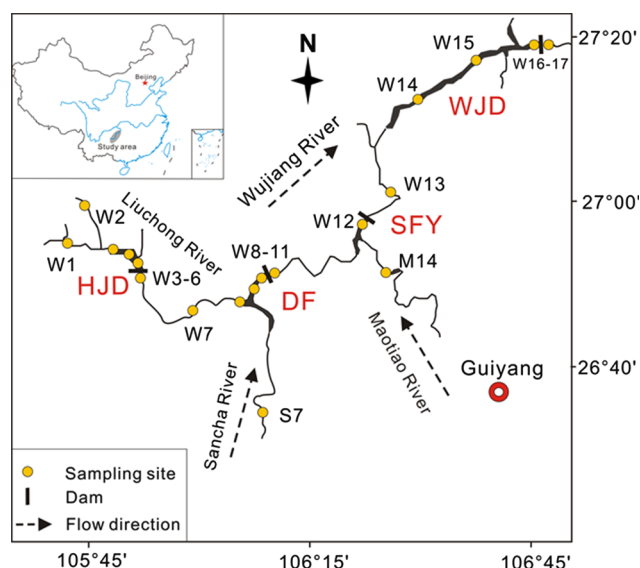 Beijing
Study area
N
27°20'
W15
W16-17
W14
WJD
Wujiang River
W13
27°00'
W2
Liuchong River
W12
SFY
W1
W8-11
W3-6
M14
HJD
DF
W7
Maotiao River
26°40'
Guiyang
Sancha River
S7
Sampling site
Dam
Flow direction
105°45'
106°15'
106°45'